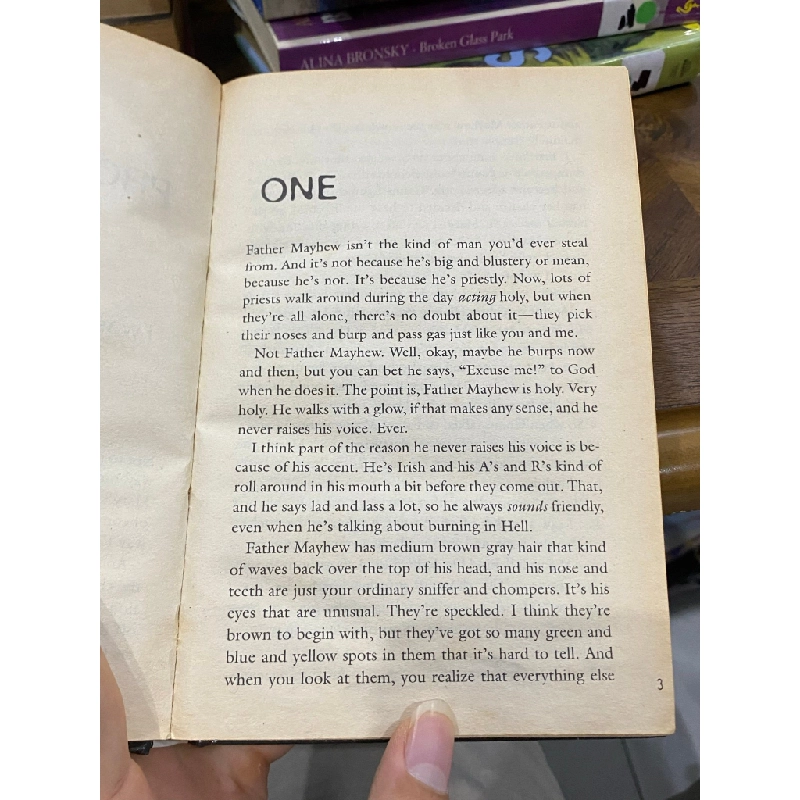 ALINA BRONSKY · Broken Glass Park
ONE
Father Mayhew isn't the kind of man you'd ever steal
from. And it's not because he's big and blustery or mean,
because he's not. It's because he's priestly. Now, lots of
priests walk around during the day acting holy, but when
they're all alone, there's no doubt about it—they pick
their noses and burp and pass gas just like you and me.
Not Father Mayhew. Well, okay, maybe he burps now
and then, but you can bet he says, “Excuse me!” to God
when he does it. The point is, Father Mayhew is holy. Very
holy. He walks with a glow, if that makes any sense, and he
never raises his voice. Ever.
I think part of the reason he never raises his voice is be-
cause of his accent. He's Irish and his A's and R's kind of
roll around in his mouth a bit before they come out. That,
and he says lad and lass a lot, so he always sounds friendly,
even when he's talking about burning in Hell.
Father Mayhew has medium brown-gray hair that kind
of waves back over the top of his head, and his nose and
teeth are just your ordinary sniffer and chompers. It's his
eyes that are unusual. They're speckled. I think they're
brown to begin with, but they've got so many green and
blue and yellow spots in them that it's hard to tell. And
when you look at them, you realize that everything else
3